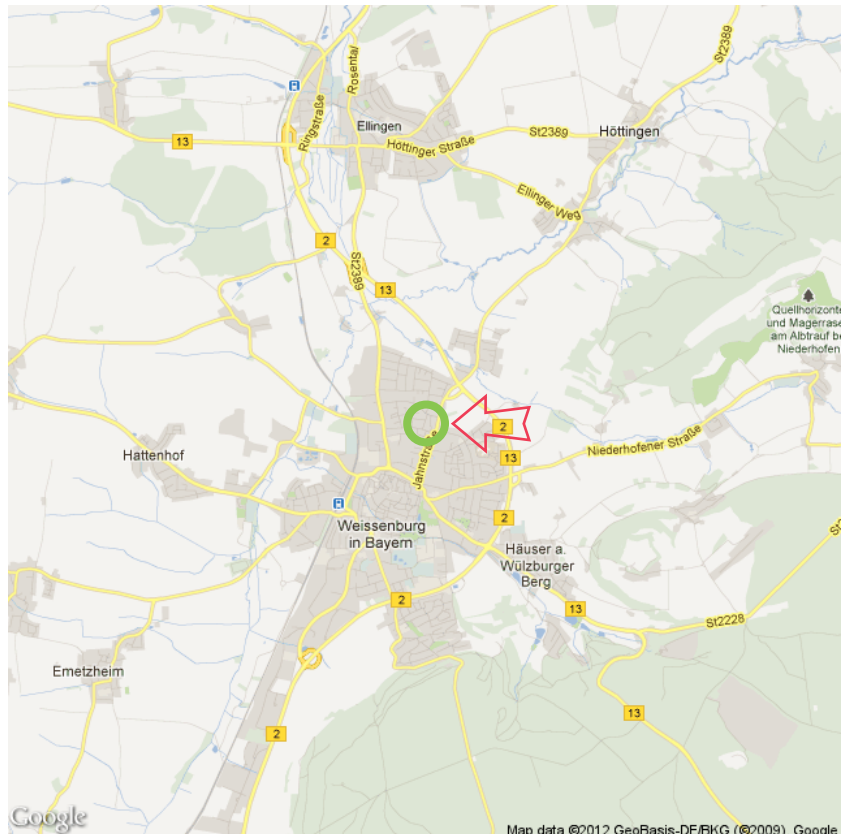 St2389
Rosental
Ringstraße
Ellingen
St2389
Höttingen
13
Höttinger Straße
Ellinger Weg
2
St2389
13
Quellhorizonte
und Magerrase
am Albtrauf be
Niederhofen
2
Jahnstraße
Niederhofener Straße
Hattenhof
13
Weissenburg
in Bayern
2
Häuser a.
Wülzburger
Berg
2
13
St2228
Emetzheim
13
2
Google
Map data ©2012 GeoBasis-DE/BKG (©2009), Google